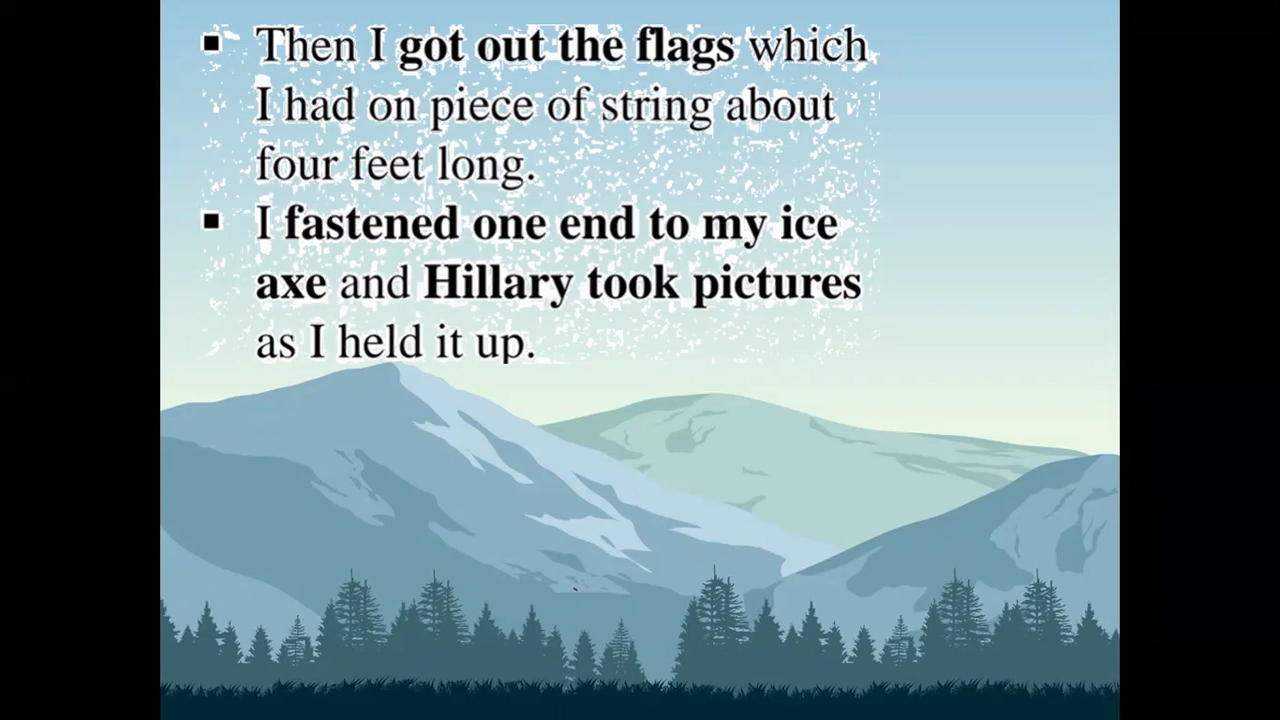 ▪ Then I got out the flags which
I had on piece of string about
four feet long.
▪ I fastened one end to my ice
axe and Hillary took pictures
as I held it up.